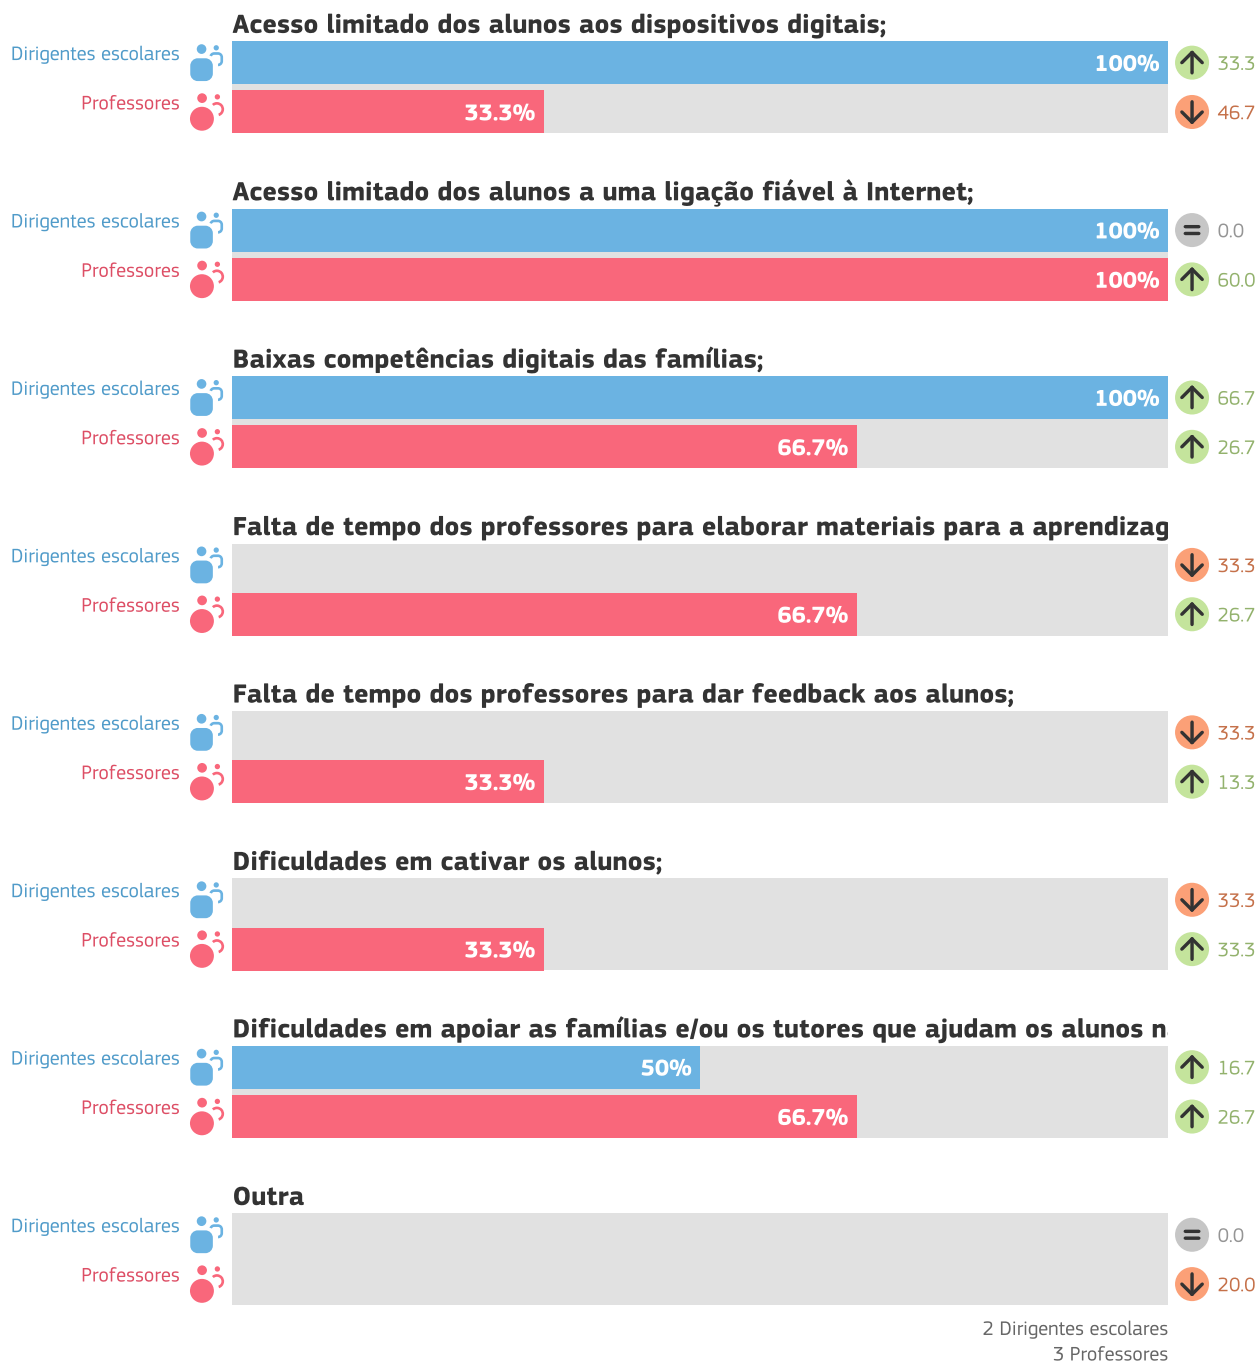 Acesso limitado dos alunos aos dispositivos digitais;
Dirigentes escolares 100% 33.3
Professores 33.3% 46.7
Acesso limitado dos alunos a uma ligação fiável à Internet;
Dirigentes escolares 100% = 0.0
Professores 100% 60.0
Baixas competências digitais das famílias;
Dirigentes escolares 100% 66.7
Professores 66.7% 26.7
Falta de tempo dos professores para elaborar materiais para a aprendizag
Dirigentes escolares 33.3
Professores 66.7% 26.7
Falta de tempo dos professores para dar feedback aos alunos;
Dirigentes escolares 33.3
Professores 33.3% 13.3
Dificuldades em cativar os alunos;
Dirigentes escolares 33.3
Professores 33.3% 33.3
Dificuldades em apoiar as famílias e/ou os tutores que ajudam os alunos n
Dirigentes escolares 50% 16.7
Professores 66.7% 26.7
Outra
Dirigentes escolares = 0.0
Professores 20.0
2 Dirigentes escolares
3 Professores